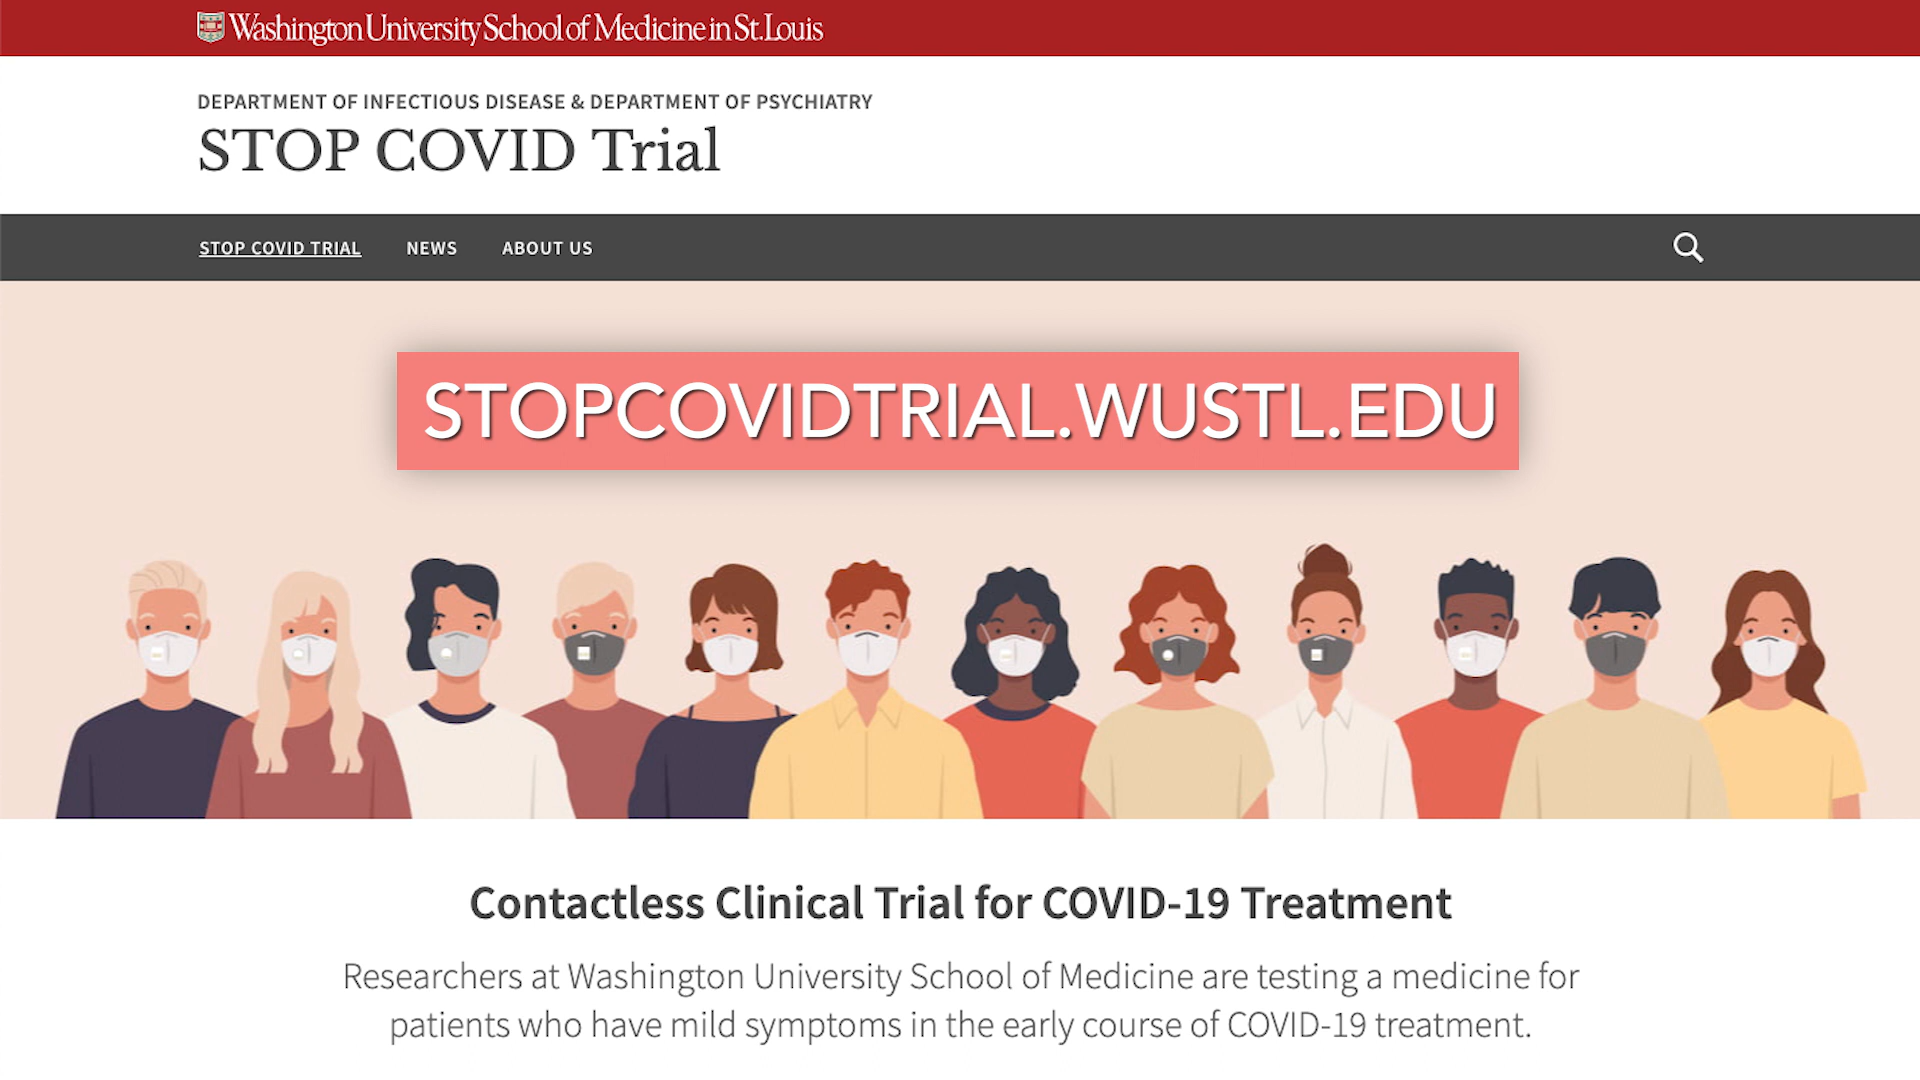 Washington University School of Medicine in St. Louis
DEPARTMENT OF INFECTIOUS DISEASE & DEPARTMENT OF PSYCHIATRY
STOP COVID Trial
STOP COVID TRIAL NEWS ABOUT US
STOPCOVIDTRIAL.WUSTL.EDU
Contactless Clinical Trial for COVID-19 Treatment
Researchers at Washington University School of Medicine are testing a medicine for
patients who have mild symptoms in the early course of COVID-19 treatment.